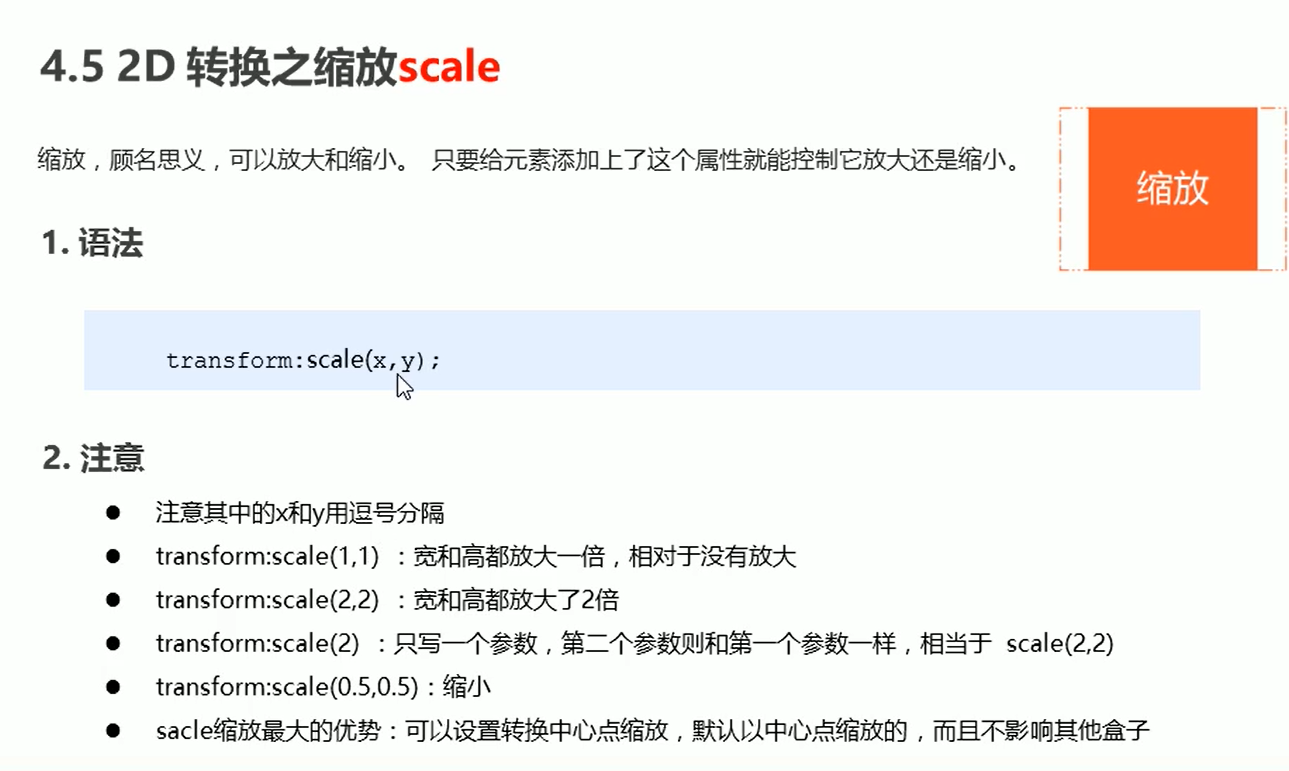 4.5 2D 转换之缩放scale
缩放，顾名思义，可以放大和缩小。 只要给元素添加上了这个属性就能控制它放大还是缩小。
缩放
1. 语法
transform:scale(x,y);
2. 注意
● 注意其中的x和y用逗号分隔
● transform:scale(1,1) ：宽和高都放大一倍，相对于没有放大
● transform:scale(2,2) ：宽和高都放大了2倍
● transform:scale(2) ：只写一个参数，第二个参数则和第一个参数一样，相当于 scale(2,2)
● transform:scale(0.5,0.5)：缩小
● sacle缩放最大的优势：可以设置转换中心点缩放，默认以中心点缩放的，而且不影响其他盒子